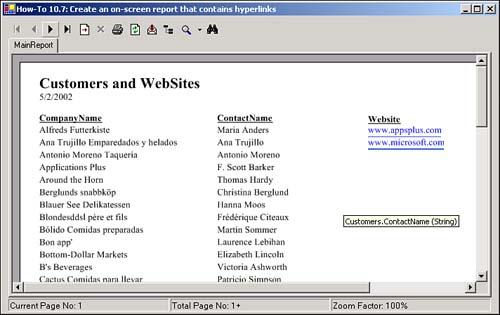 How-To 10.7: Create an on-screen report that contains hyperlinks
MainReport
Customers and WebSites
5/2/2002
CompanyName ContactName Website
Alfreds Futterkiste Maria Anders www.appsplus.com
Ana Trujillo Emparedados y helados Ana Trujillo www.microsoft.com
Antonio Moreno Taquería Antonio Moreno
Applications Plus F. Scott Barker
Around the Horn Thomas Hardy
Berglunds snabbköp Christina Berglund
Blauer See Delikatessen Hanna Moos
Blondesddsl père et fils Frédérique Citeaux
Customers.ContactName (String)
Bólido Comidas preparadas Martín Sommer
Bon app' Laurence Lebihan
Bottom-Dollar Markets Elizabeth Lincoln
B's Beverages Victoria Ashworth
Cactus Comidas para llevar Patricio Simpson
Current Page No: 1 Total Page No: 1+ Zoom Factor: 100%